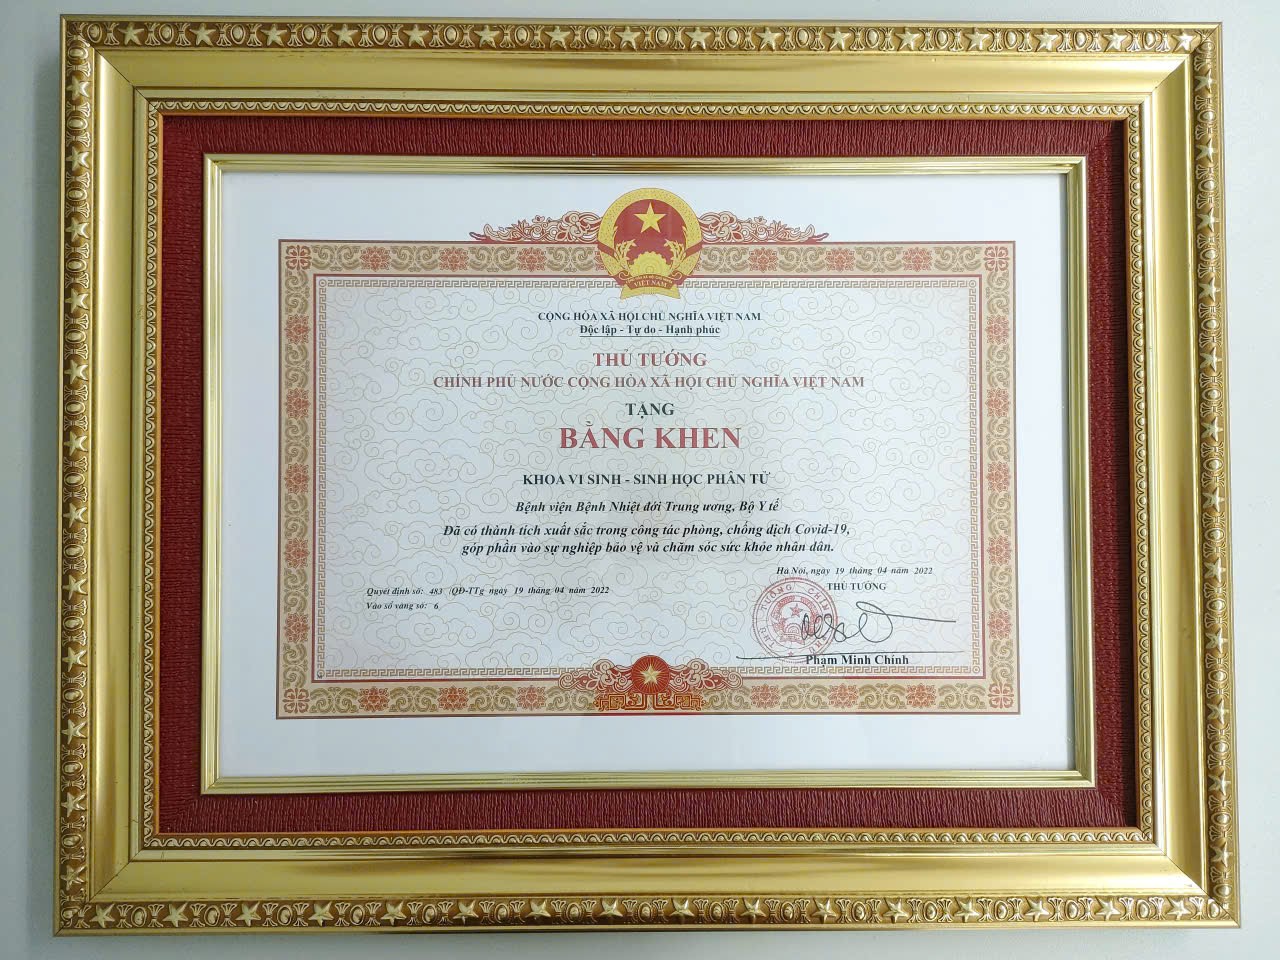 VIỆT NAM
CỘNG HÒA XÃ HỘI CHỦ NGHĨA VIỆT NAM
Độc lập - Tự do - Hạnh phúc
THỦ TƯỚNG
CHÍNH PHỦ NƯỚC CỘNG HÒA XÃ HỘI CHỦ NGHĨA VIỆT NAM
TẶNG
BẰNG KHEN
KHOA VI SINH - SINH HỌC PHÂN TỬ
Bệnh viện Bệnh Nhiệt đới Trung ương, Bộ Y tế
Đã có thành tích xuất sắc trong công tác phòng, chống dịch Covid-19,
góp phần vào sự nghiệp bảo vệ và chăm sóc sức khỏe nhân dân.
Hà Nội, ngày 19 tháng 04 năm 2022
THỦ TƯỚNG
Quyết định số: 483 /QĐ-TTg ngày 19 tháng 04 năm 2022
Vào sổ vàng số: 6
Phạm Minh Chính